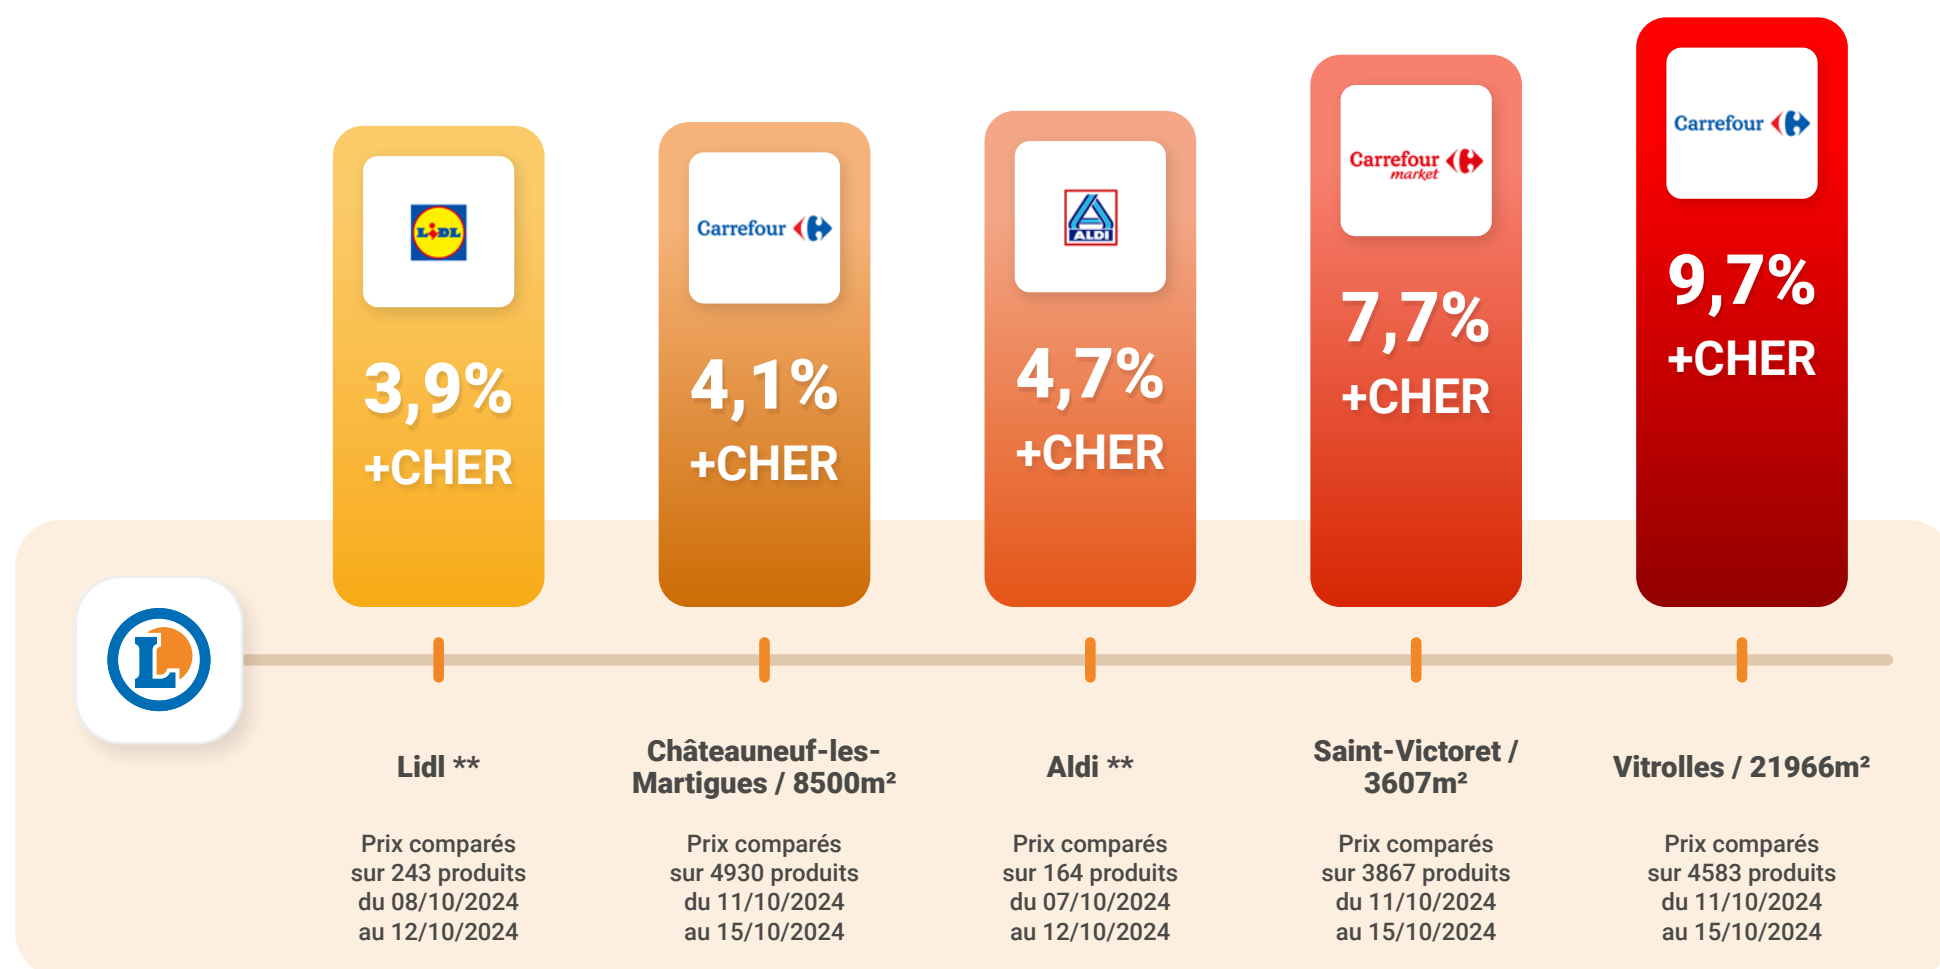 LIDL
3,9%
+CHER
Carrefour
4,1%
+CHER
ALDI
4,7%
+CHER
Carrefour
market
7,7%
+CHER
Carrefour
9,7%
+CHER
L
Lidl **
Prix comparés
sur 243 produits
du 08/10/2024
au 12/10/2024
Châteauneuf-les-
Martigues / 8500m²
Prix comparés
sur 4930 produits
du 11/10/2024
au 15/10/2024
Aldi **
Prix comparés
sur 164 produits
du 07/10/2024
au 12/10/2024
Saint-Victoret /
3607m²
Prix comparés
sur 3867 produits
du 11/10/2024
au 15/10/2024
Vitrolles / 21966m²
Prix comparés
sur 4583 produits
du 11/10/2024
au 15/10/2024